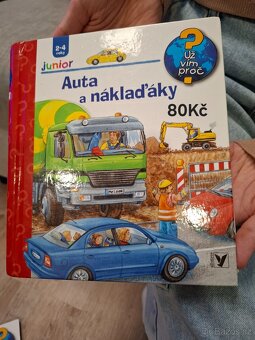 2-4
roky
junior
Už
vím
proč
Auta
a náklaďáky
80Kč